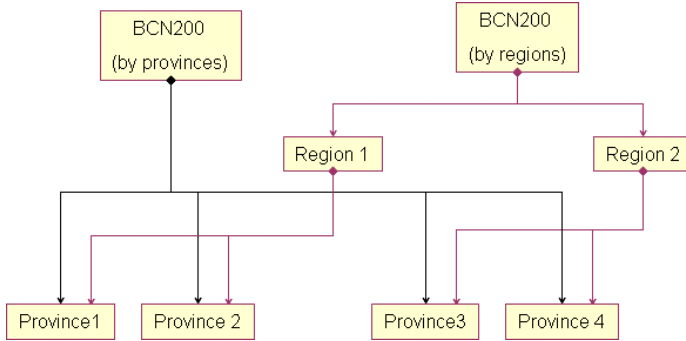 BCN200
(by provinces)
BCN200
(by regions)
Region 1
Region 2
Province1
Province 2
Province3
Province 4